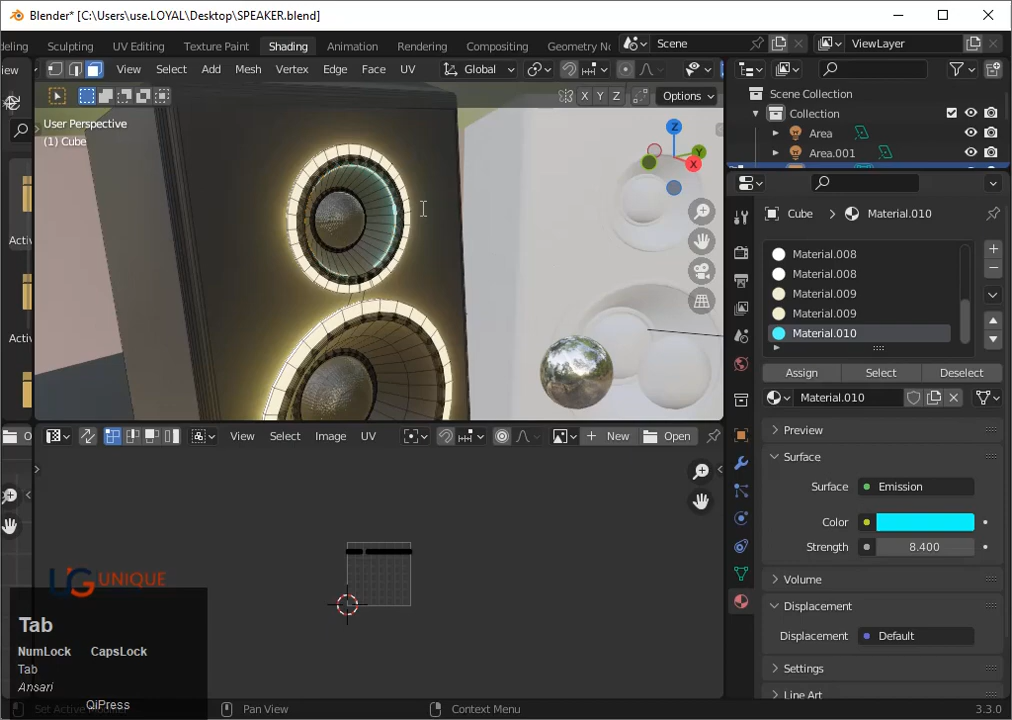 Blender* [C:\Users\use.LOYAL\Desktop\SPEAKER.blend]
deling Sculpting UV Editing Texture Paint Shading Animation Rendering Compositing Geometry No Scene ViewLayer
iew View Select Add Mesh Vertex Edge Face UV Global
X Y Z Options
User Perspective
(1) Cube
Z
Y
X
Scene Collection
Collection
Area
Area.001
Cube > Material.010
Material.008
Material.008
Material.009
Material.009
Material.010
Assign Select Deselect
Material.010
Preview
Surface
Surface Emission
Color
Strength 8.400
Volume
Displacement
Displacement Default
Settings
Line Art
Activ
Activ
O View Select Image UV New Open
UG UNIQUE
Tab
NumLock CapsLock
Tab
Ansari
QiPress
Pan View
Context Menu
3.3.0